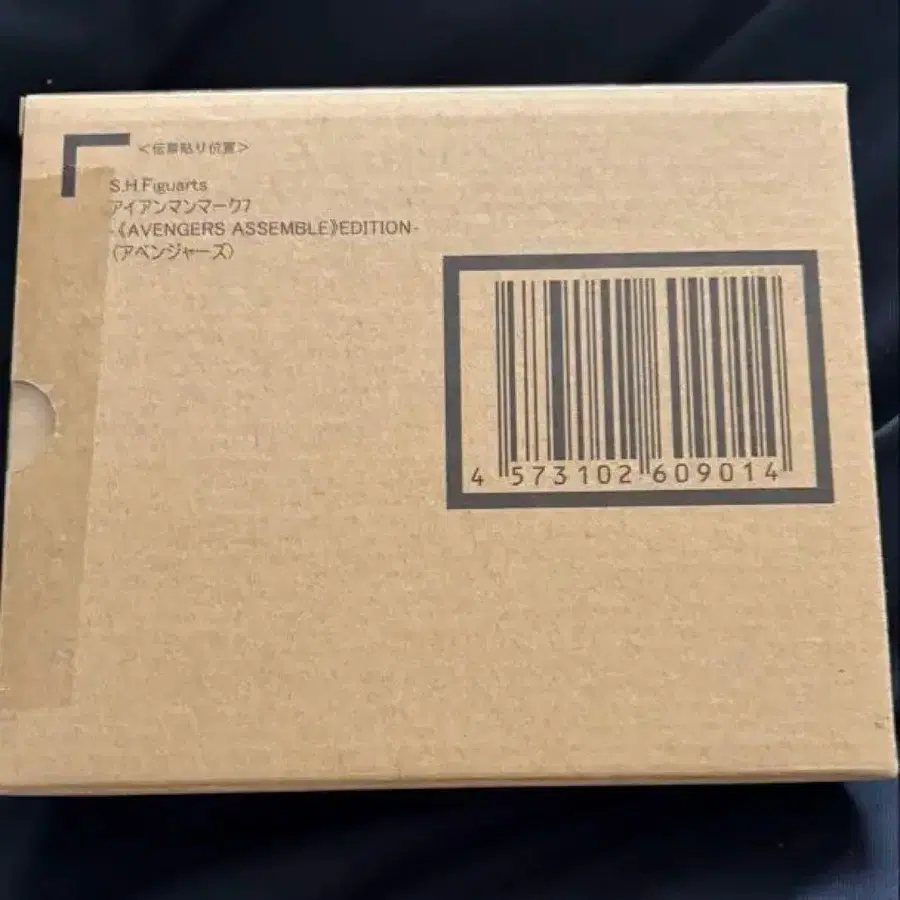 <伝票貼り位置>
S.H.Figuarts
アイアンマンマーク7
-《AVENGERS ASSEMBLE》EDITION-
(アベンジャーズ)
4 573102 609014